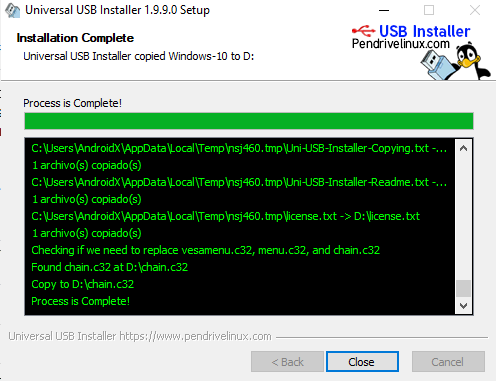 Universal USB Installer 1.9.9.0 Setup
Installation Complete
Universal USB Installer copied Windows-10 to D:
USB Installer
Pendrivelinux.com
Process is Complete!
C:\Users\AndroidX\AppData\Local\Temp\nsj460.tmp\Uni-USB-Installer-Copying.txt -...
1 archivo(s) copiado(s)
C:\Users\AndroidX\AppData\Local\Temp\nsj460.tmp\Uni-USB-Installer-Readme.txt -...
1 archivo(s) copiado(s)
C:\Users\AndroidX\AppData\Local\Temp\nsj460.tmp\license.txt -> D:\license.txt
1 archivo(s) copiado(s)
Checking if we need to replace vesamenu.c32, menu.c32, and chain.c32
Found chain.c32 at D:\chain.c32
Copy to D:\chain.c32
Process is Complete!
Universal USB Installer https://www.pendrivelinux.com
< Back
Close
Cancel